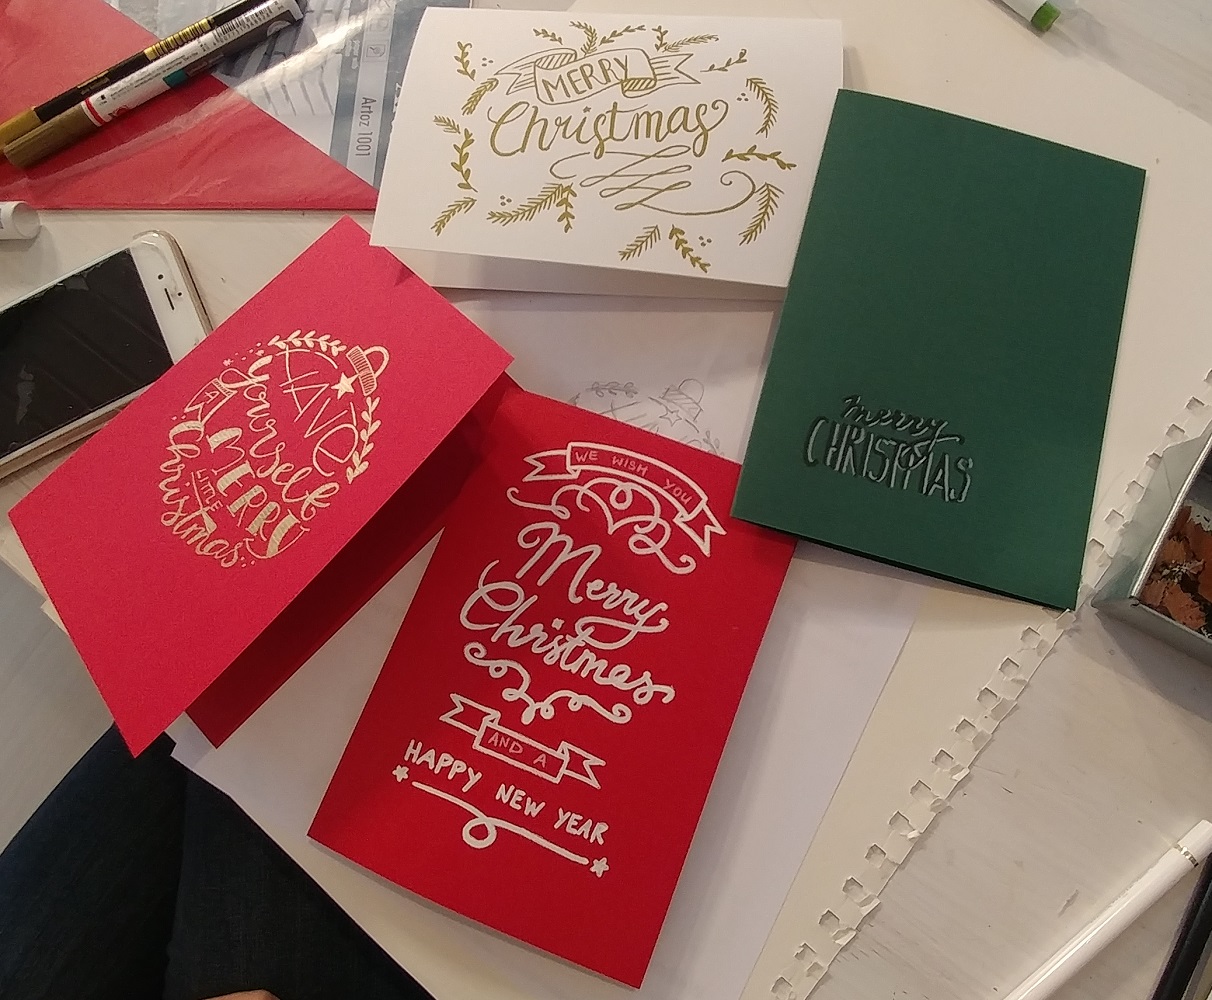 Artoz 1001
MERRY
Christmas
HAVE
yourself
A MERRY
LITTLE
Christmas
WE WISH YOU
Merry
Christmas
AND A
HAPPY NEW YEAR
merry
CHRISTMAS